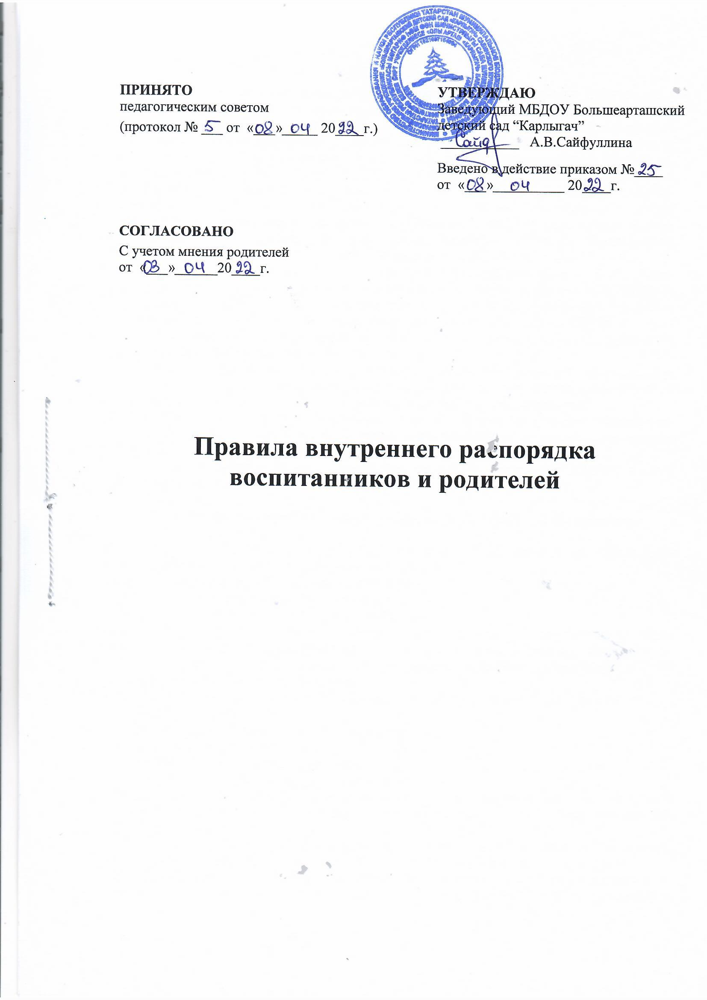 ПРИНЯТО
педагогическим советом
(протокол № 5 от «08» 04 2022 г.)
УТВЕРЖДАЮ
Заведующий МБДОУ Большеарташский
детский сад “Карлыгач”
Сайф А.В.Сайфуллина
Введено в действие приказом № 25
от «08» 04 2022 г.
СОГЛАСОВАНО
С учетом мнения родителей
от «03» 04 2022 г.
Правила внутреннего распорядка
воспитанников и родителей